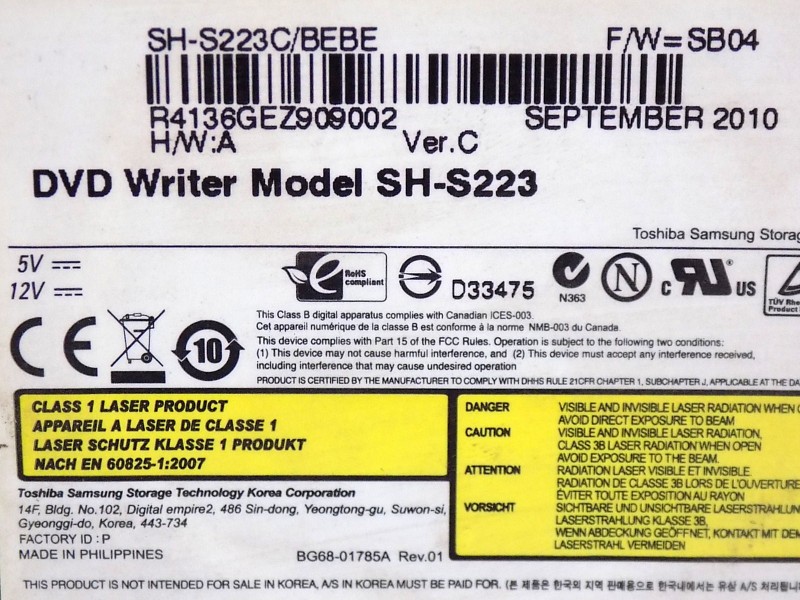 SH-S223C/BEBE F/W=SB04
R4136GEZ909002 SEPTEMBER 2010
H/W:A Ver.C
DVD Writer Model SH-S223
Toshiba Samsung Storag
5V
12V
e RoHS compliant D33475 N363 N c RU US TÜV Rhe Product
CE 10
This Class B digital apparatus complies with Canadian ICES-003.
Cet appareil numérique de la classe B est conforme à la norme NMB-003 du Canada.
This device complies with Part 15 of the FCC Rules. Operation is subject to the following two conditions:
(1) This device may not cause harmful interference, and (2) This device must accept any interference received,
including interference that may cause undesired operation
PRODUCT IS CERTIFIED BY THE MANUFACTURER TO COMPLY WITH DHHS RULE 21CFR CHAPTER 1, SUBCHAPTER J, APPLICABLE AT THE DA
CLASS 1 LASER PRODUCT
APPAREIL A LASER DE CLASSE 1
LASER SCHUTZ KLASSE 1 PRODUKT
NACH EN 60825-1:2007
DANGER VISIBLE AND INVISIBLE LASER RADIATION WHEN O
AVOID DIRECT EXPOSURE TO BEAM
CAUTION VISIBLE AND INVISIBLE LASER RADIATION,
CLASS 3B LASER RADIATION WHEN OPEN
AVOID EXPOSURE TO THE BEAM.
ATTENTION RADIATION LASER VISIBLE ET INVISIBLE.
RADIATION DE CLASSE 3B LORS DE L'OUVERTURE
ÉVITER TOUTE EXPOSITION AU RAYON
VORSICHT SICHTBARE UND UNSICHTBARE LASERSTRAHLUN
LASERSTRAHLUNG KLASSE 3B,
WENN ABDECKUNG GEÖFFNET, KONTAKT MIT DEM
LASERSTRAHL VERMEIDEN
Toshiba Samsung Storage Technology Korea Corporation
14F, Bldg. No.102, Digital empire2, 486 Sin-dong, Yeongtong-gu, Suwon-si,
Gyeonggi-do, Korea, 443-734
FACTORY ID : P
MADE IN PHILIPPINES BG68-01785A Rev.01
THIS PRODUCT IS NOT INTENDED FOR SALE IN KOREA, A/S IN KOREA MUST BE PAID FOR. (본 제품은 한국외 지역 판매용으로 한국내에서는 유상 A/S 처리됩니